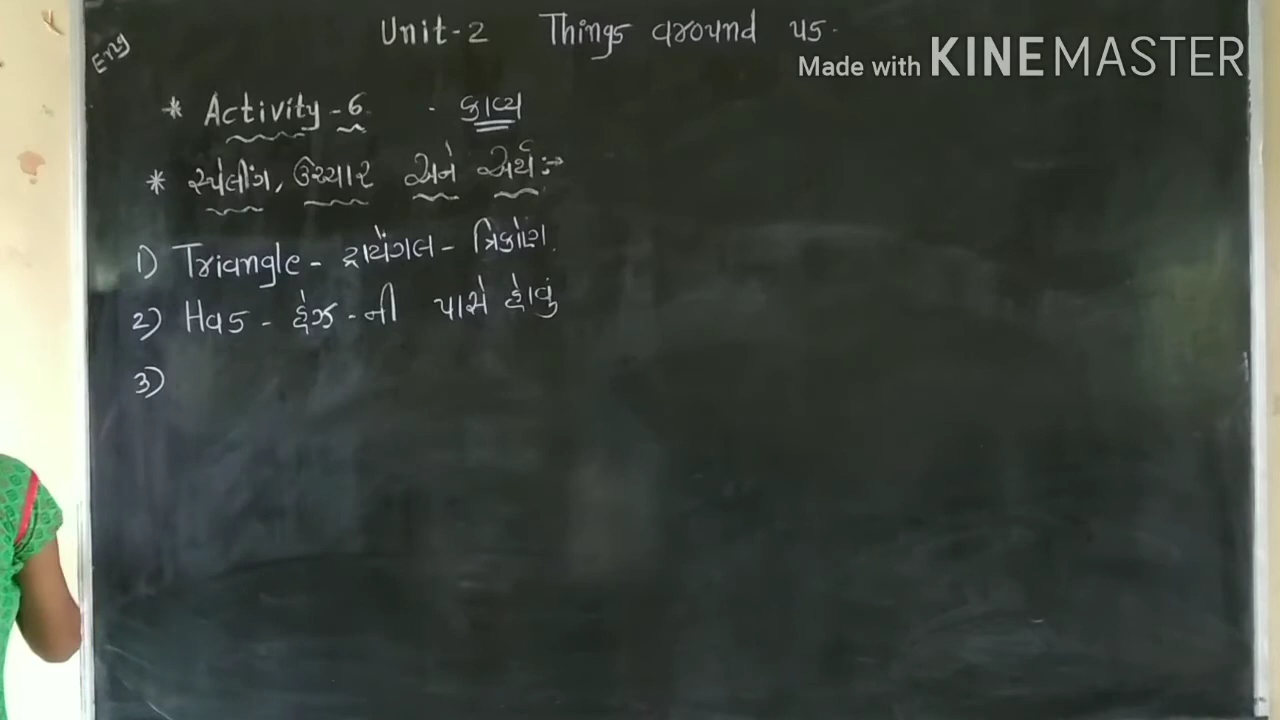 Eng
Unit-2 Things around us.
Made with KINEMASTER
* Activity-6. · કાવ્ય
* સ્પેલીંગ, ઉચ્ચાર અને અર્થ:→
1) Triangle - ટ્રાયેંગલ - ત્રિકોણ.
2) Has - હેઝ - ની પાસે હોવું
3)